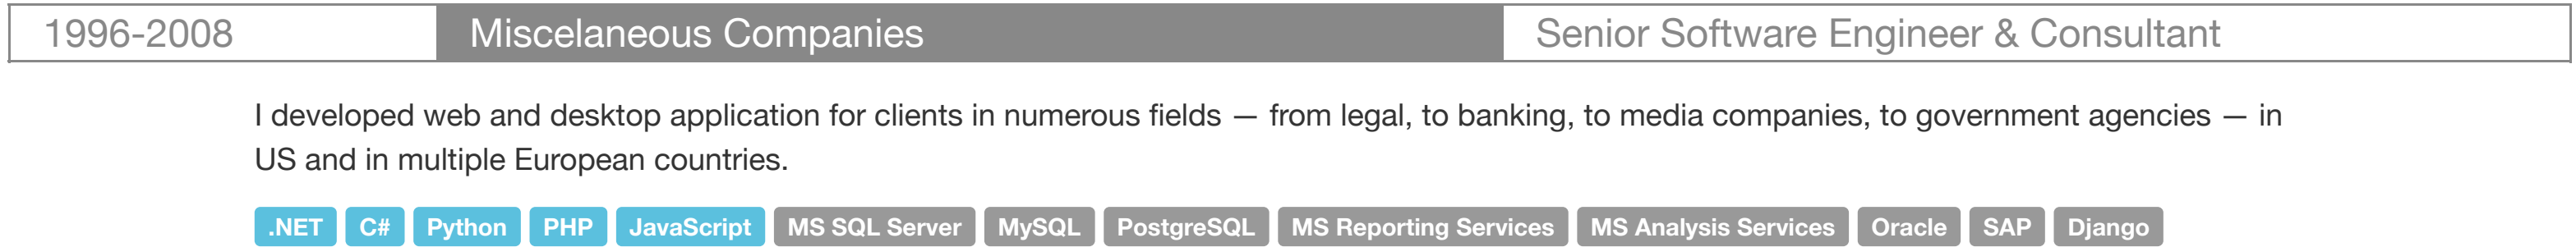 1996-2008 Miscelaneous Companies Senior Software Engineer & Consultant
I developed web and desktop application for clients in numerous fields — from legal, to banking, to media companies, to government agencies — in
US and in multiple European countries.
.NET C# Python PHP JavaScript MS SQL Server MySQL PostgreSQL MS Reporting Services MS Analysis Services Oracle SAP Django